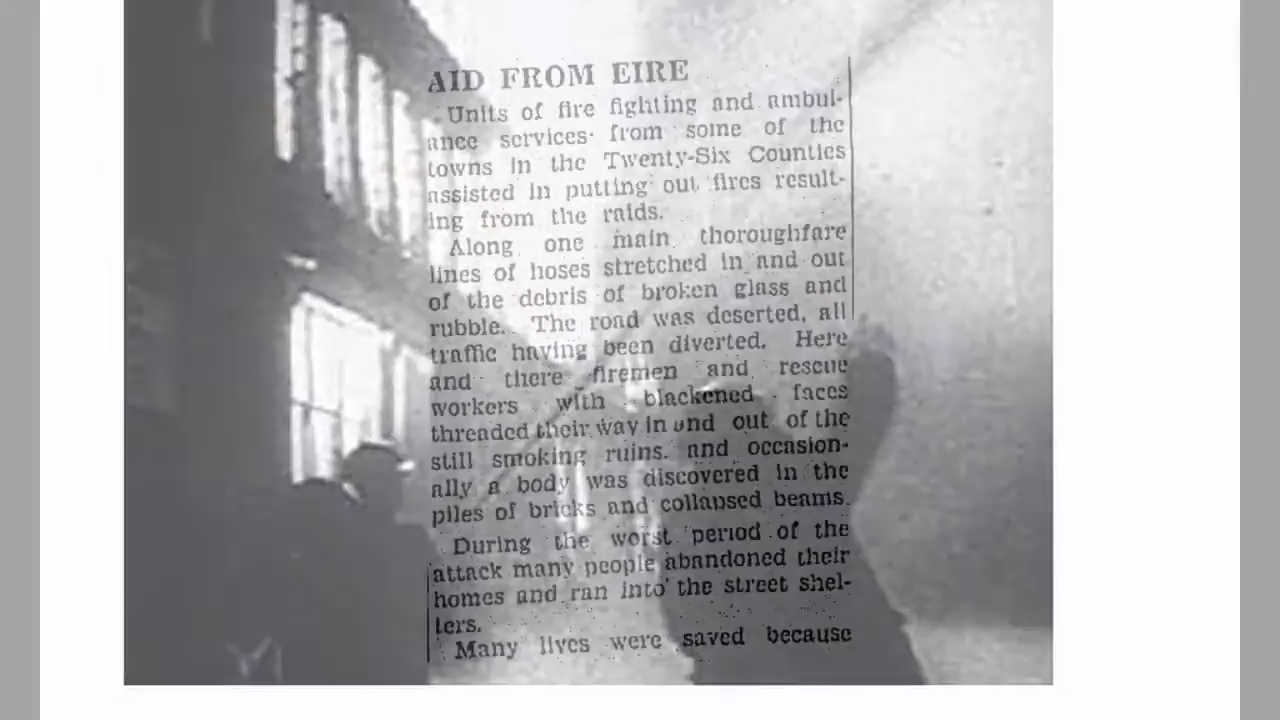 AID FROM EIRE
Units of fire fighting and ambul-
ance services from some of the
towns in the Twenty-Six Counties
assisted in putting out fires result-
ing from the raids.
Along one main thoroughfare
lines of hoses stretched in and out
of the debris of broken glass and
rubble. The road was deserted, all
traffic having been diverted. Here
and there firemen and rescue
workers with blackened faces
threaded their way in and out of the
still smoking ruins. and occasion-
ally a body was discovered in the
piles of bricks and collapsed beams.
During the worst period of the
attack many people abandoned their
homes and ran into the street shel-
ters.
Many lives were saved because